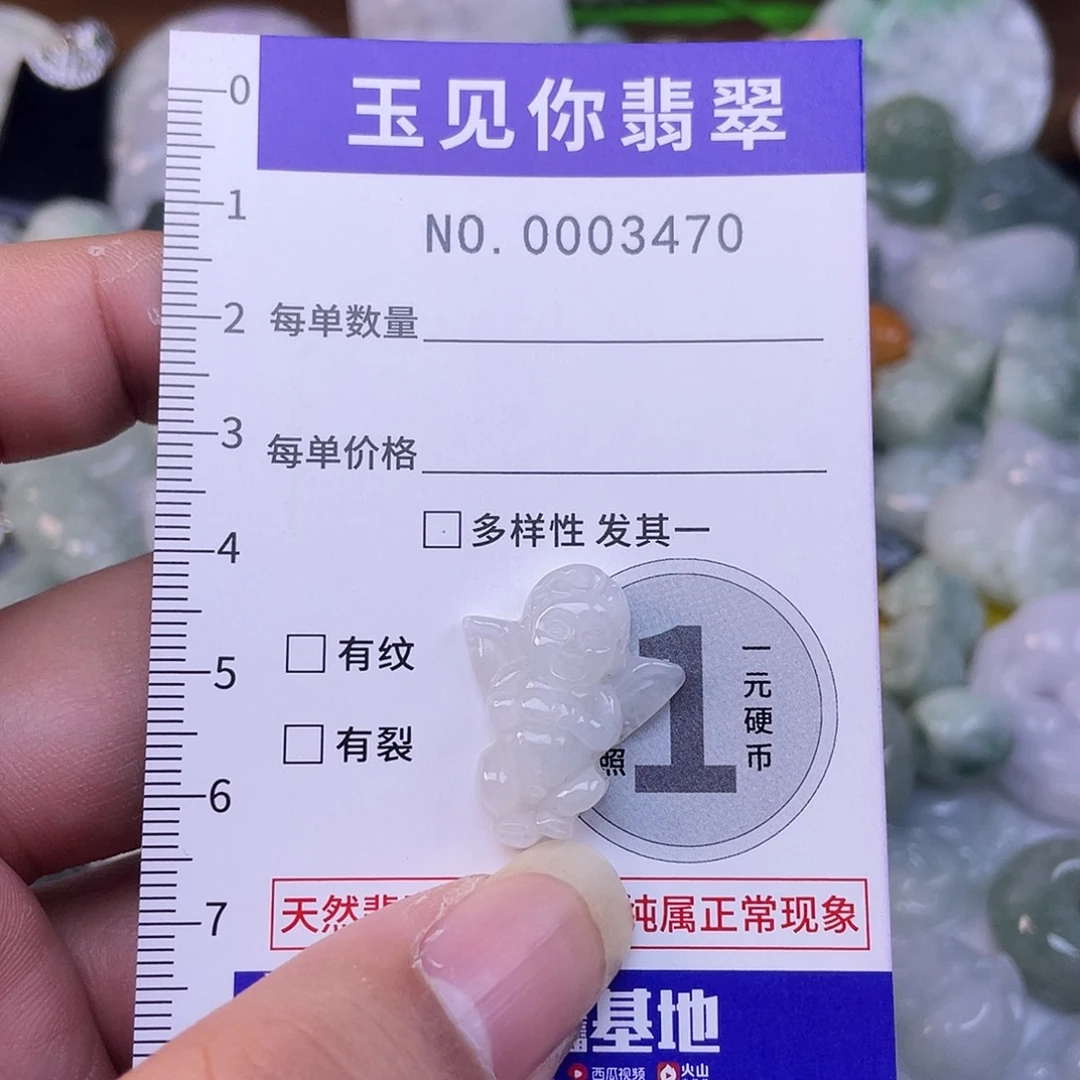 玉见你翡翠
NO. 0003470
0
1
2
3
4
5
6
7
每单数量
每单价格
多样性 发其一
有纹
有裂
照
1
一元硬币
天然
纯属正常现象
基地
西瓜视频
火山